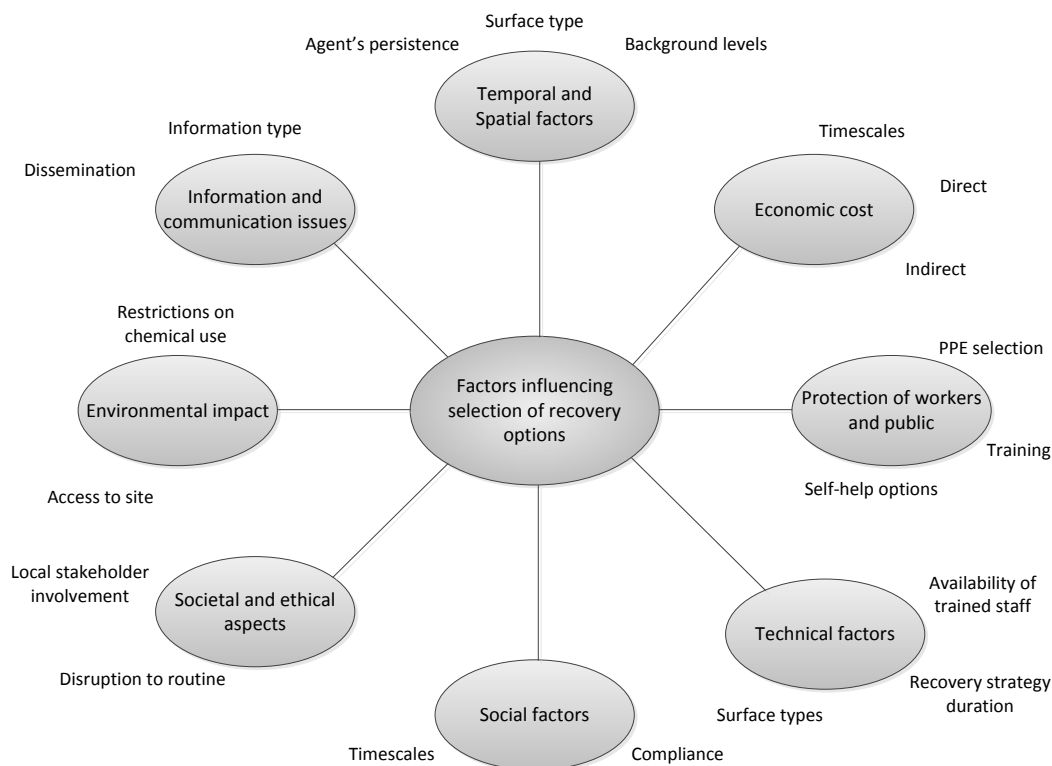 Surface type
Agent's persistence
Background levels
Temporal and
Spatial factors
Information type
Dissemination
Information and
communication issues
Timescales
Direct
Economic cost
Indirect
Restrictions on
chemical use
Environmental impact
Access to site
Factors influencing
selection of recovery
options
PPE selection
Protection of workers
and public
Training
Self-help options
Local stakeholder
involvement
Societal and ethical
aspects
Disruption to routine
Social factors
Timescales
Compliance
Availability of
trained staff
Technical factors
Recovery strategy
duration
Surface types